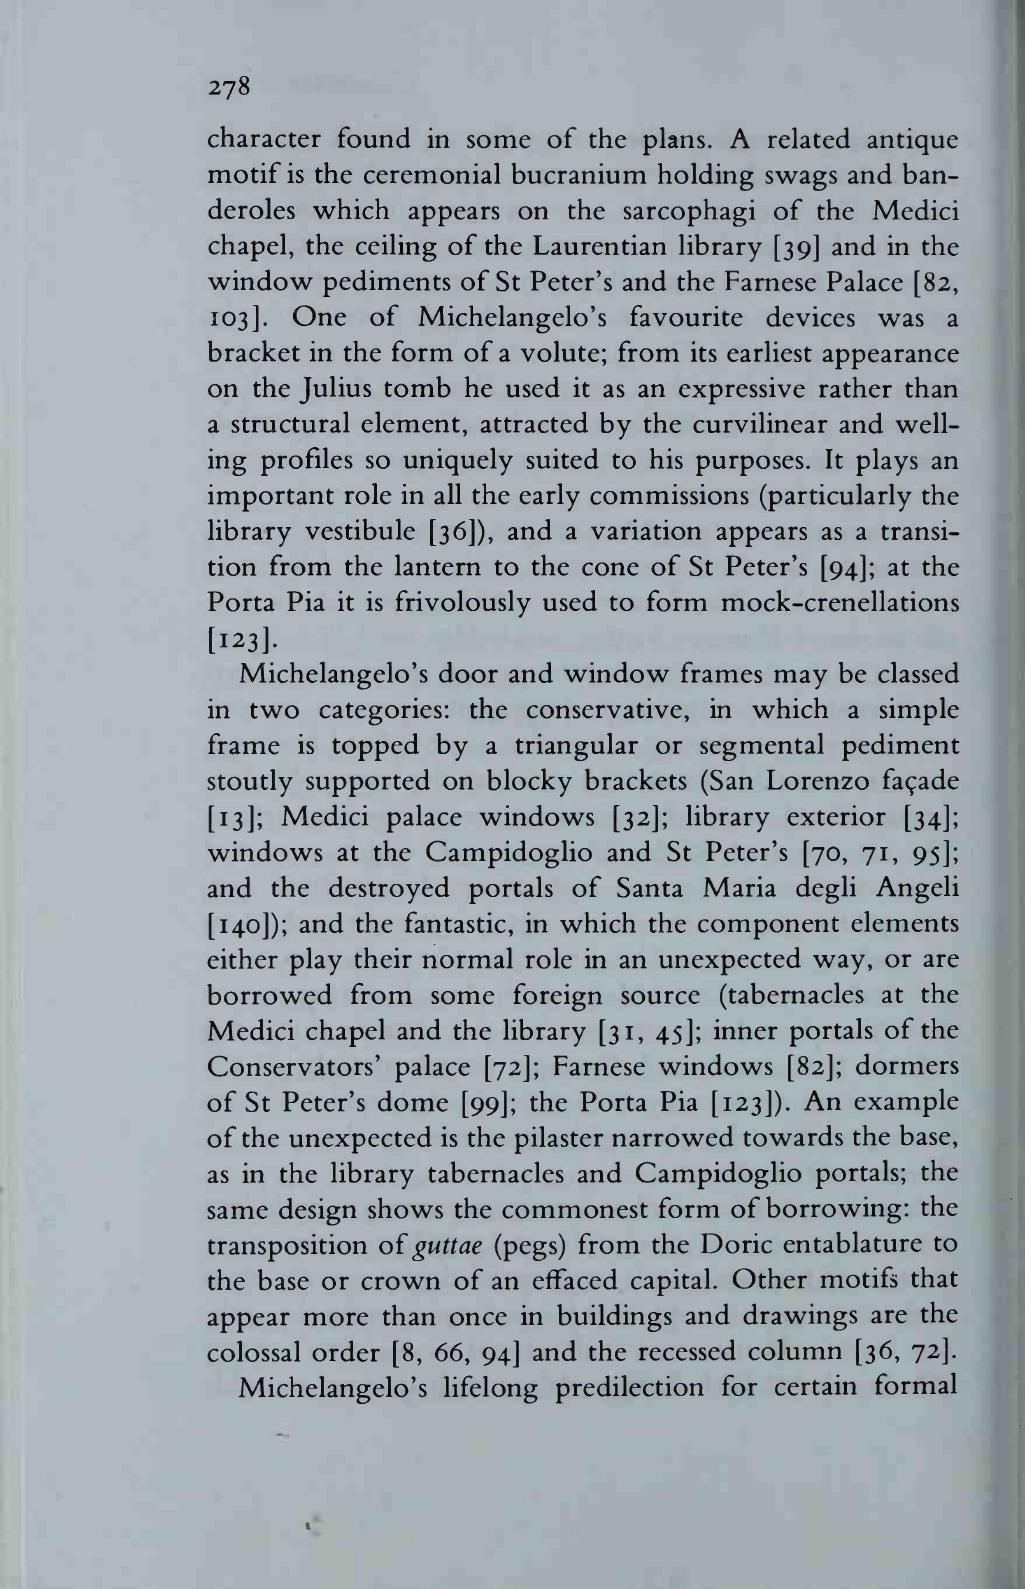 278
character found in some of the plans. A related antique
motif is the ceremonial bucranium holding swags and ban-
deroles which appears on the sarcophagi of the Medici
chapel, the ceiling of the Laurentian library [39] and in the
window pediments of St Peter's and the Farnese Palace [82,
103]. One of Michelangelo's favourite devices was a
bracket in the form of a volute; from its earliest appearance
on the Julius tomb he used it as an expressive rather than
a structural element, attracted by the curvilinear and well-
ing profiles so uniquely suited to his purposes. It plays an
important role in all the early commissions (particularly the
library vestibule [36]), and a variation appears as a transi-
tion from the lantern to the cone of St Peter's [94]; at the
Porta Pia it is frivolously used to form mock-crenellations
[123].
Michelangelo's door and window frames may be classed
in two categories: the conservative, in which a simple
frame is topped by a triangular or segmental pediment
stoutly supported on blocky brackets (San Lorenzo façade
[13]; Medici palace windows [32]; library exterior [34];
windows at the Campidoglio and St Peter's [70, 71, 95];
and the destroyed portals of Santa Maria degli Angeli
[140]); and the fantastic, in which the component elements
either play their normal role in an unexpected way, or are
borrowed from some foreign source (tabernacles at the
Medici chapel and the library [31, 45]; inner portals of the
Conservators' palace [72]; Farnese windows [82]; dormers
of St Peter's dome [99]; the Porta Pia [123]). An example
of the unexpected is the pilaster narrowed towards the base,
as in the library tabernacles and Campidoglio portals; the
same design shows the commonest form of borrowing: the
transposition of guttae (pegs) from the Doric entablature to
the base or crown of an effaced capital. Other motifs that
appear more than once in buildings and drawings are the
colossal order [8, 66, 94] and the recessed column [36, 72].
Michelangelo's lifelong predilection for certain formal